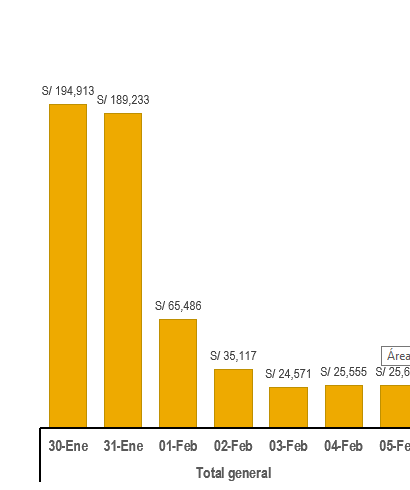 S/ 194,913
S/ 189,233
S/ 65,486
S/ 35,117
S/ 24,571
S/ 25,555
30-Ene
31-Ene
01-Feb
02-Feb
03-Feb
04-Feb
Total general